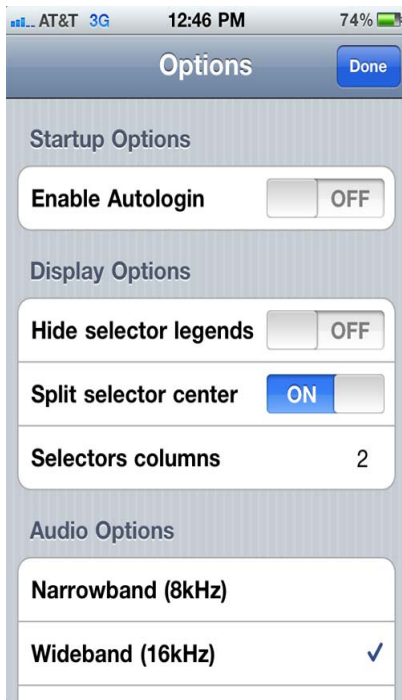 AT&T 3G 12:46 PM 74%
Options Done
Startup Options
Enable Autologin OFF
Display Options
Hide selector legends OFF
Split selector center ON
Selectors columns 2
Audio Options
Narrowband (8kHz)
Wideband (16kHz)